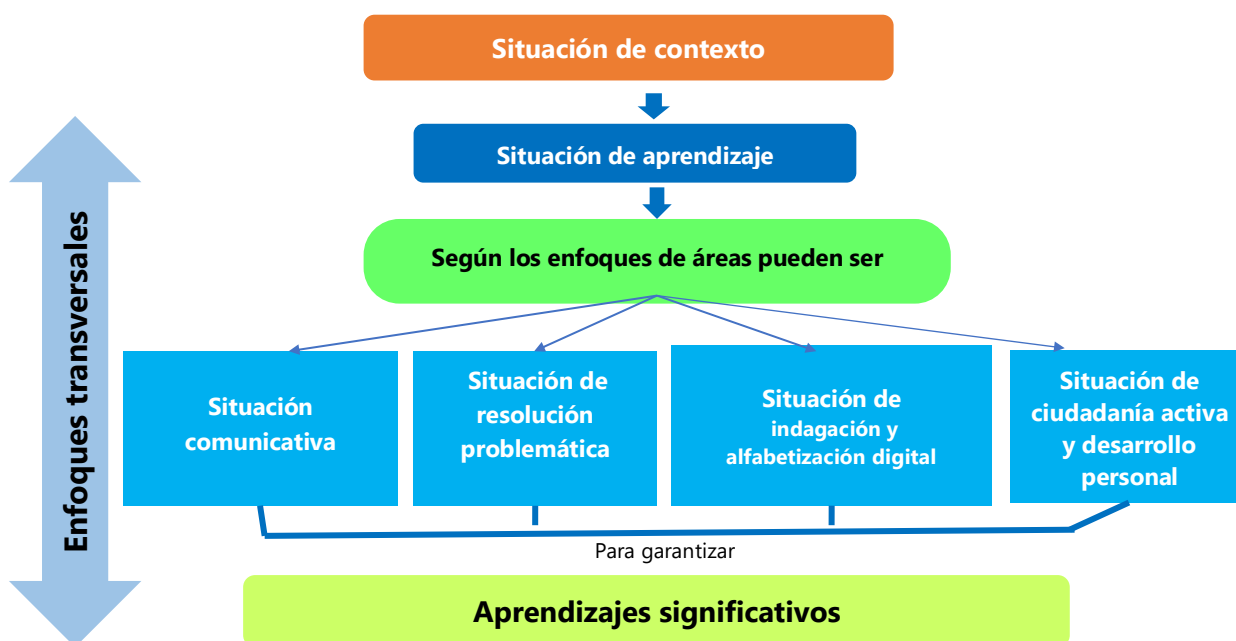 Situación de contexto
Situación de aprendizaje
Según los enfoques de áreas pueden ser
Enfoques transversales
Situación
comunicativa
Situación de
resolución
problemática
Situación de
indagación y
alfabetización digital
Situación de
ciudadanía activa
y desarrollo
personal
Para garantizar
Aprendizajes significativos